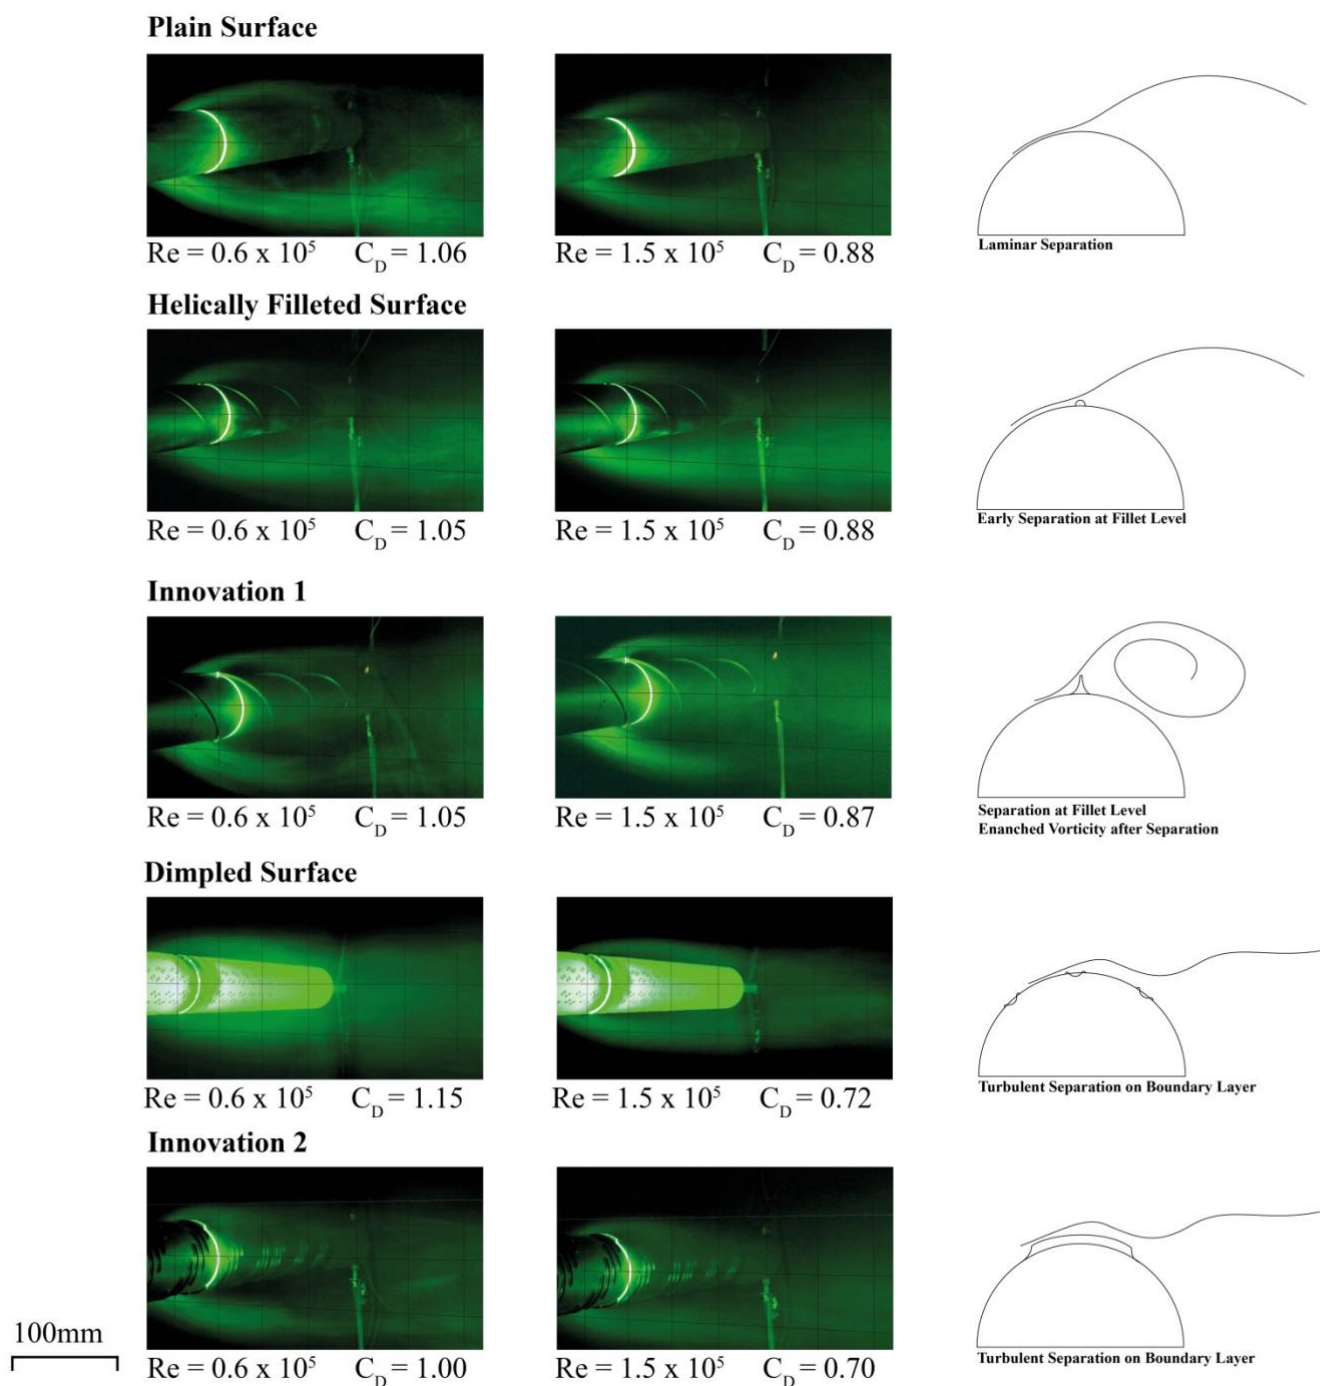 Plain Surface
Re = 0.6 x 10⁵ C_D = 1.06
Re = 1.5 x 10⁵ C_D = 0.88
Laminar Separation
Helically Filleted Surface
Re = 0.6 x 10⁵ C_D = 1.05
Re = 1.5 x 10⁵ C_D = 0.88
Early Separation at Fillet Level
Innovation 1
Re = 0.6 x 10⁵ C_D = 1.05
Re = 1.5 x 10⁵ C_D = 0.87
Separation at Fillet Level
Enanched Vorticity after Separation
Dimpled Surface
Re = 0.6 x 10⁵ C_D = 1.15
Re = 1.5 x 10⁵ C_D = 0.72
Turbulent Separation on Boundary Layer
Innovation 2
Re = 0.6 x 10⁵ C_D = 1.00
Re = 1.5 x 10⁵ C_D = 0.70
Turbulent Separation on Boundary Layer
100mm